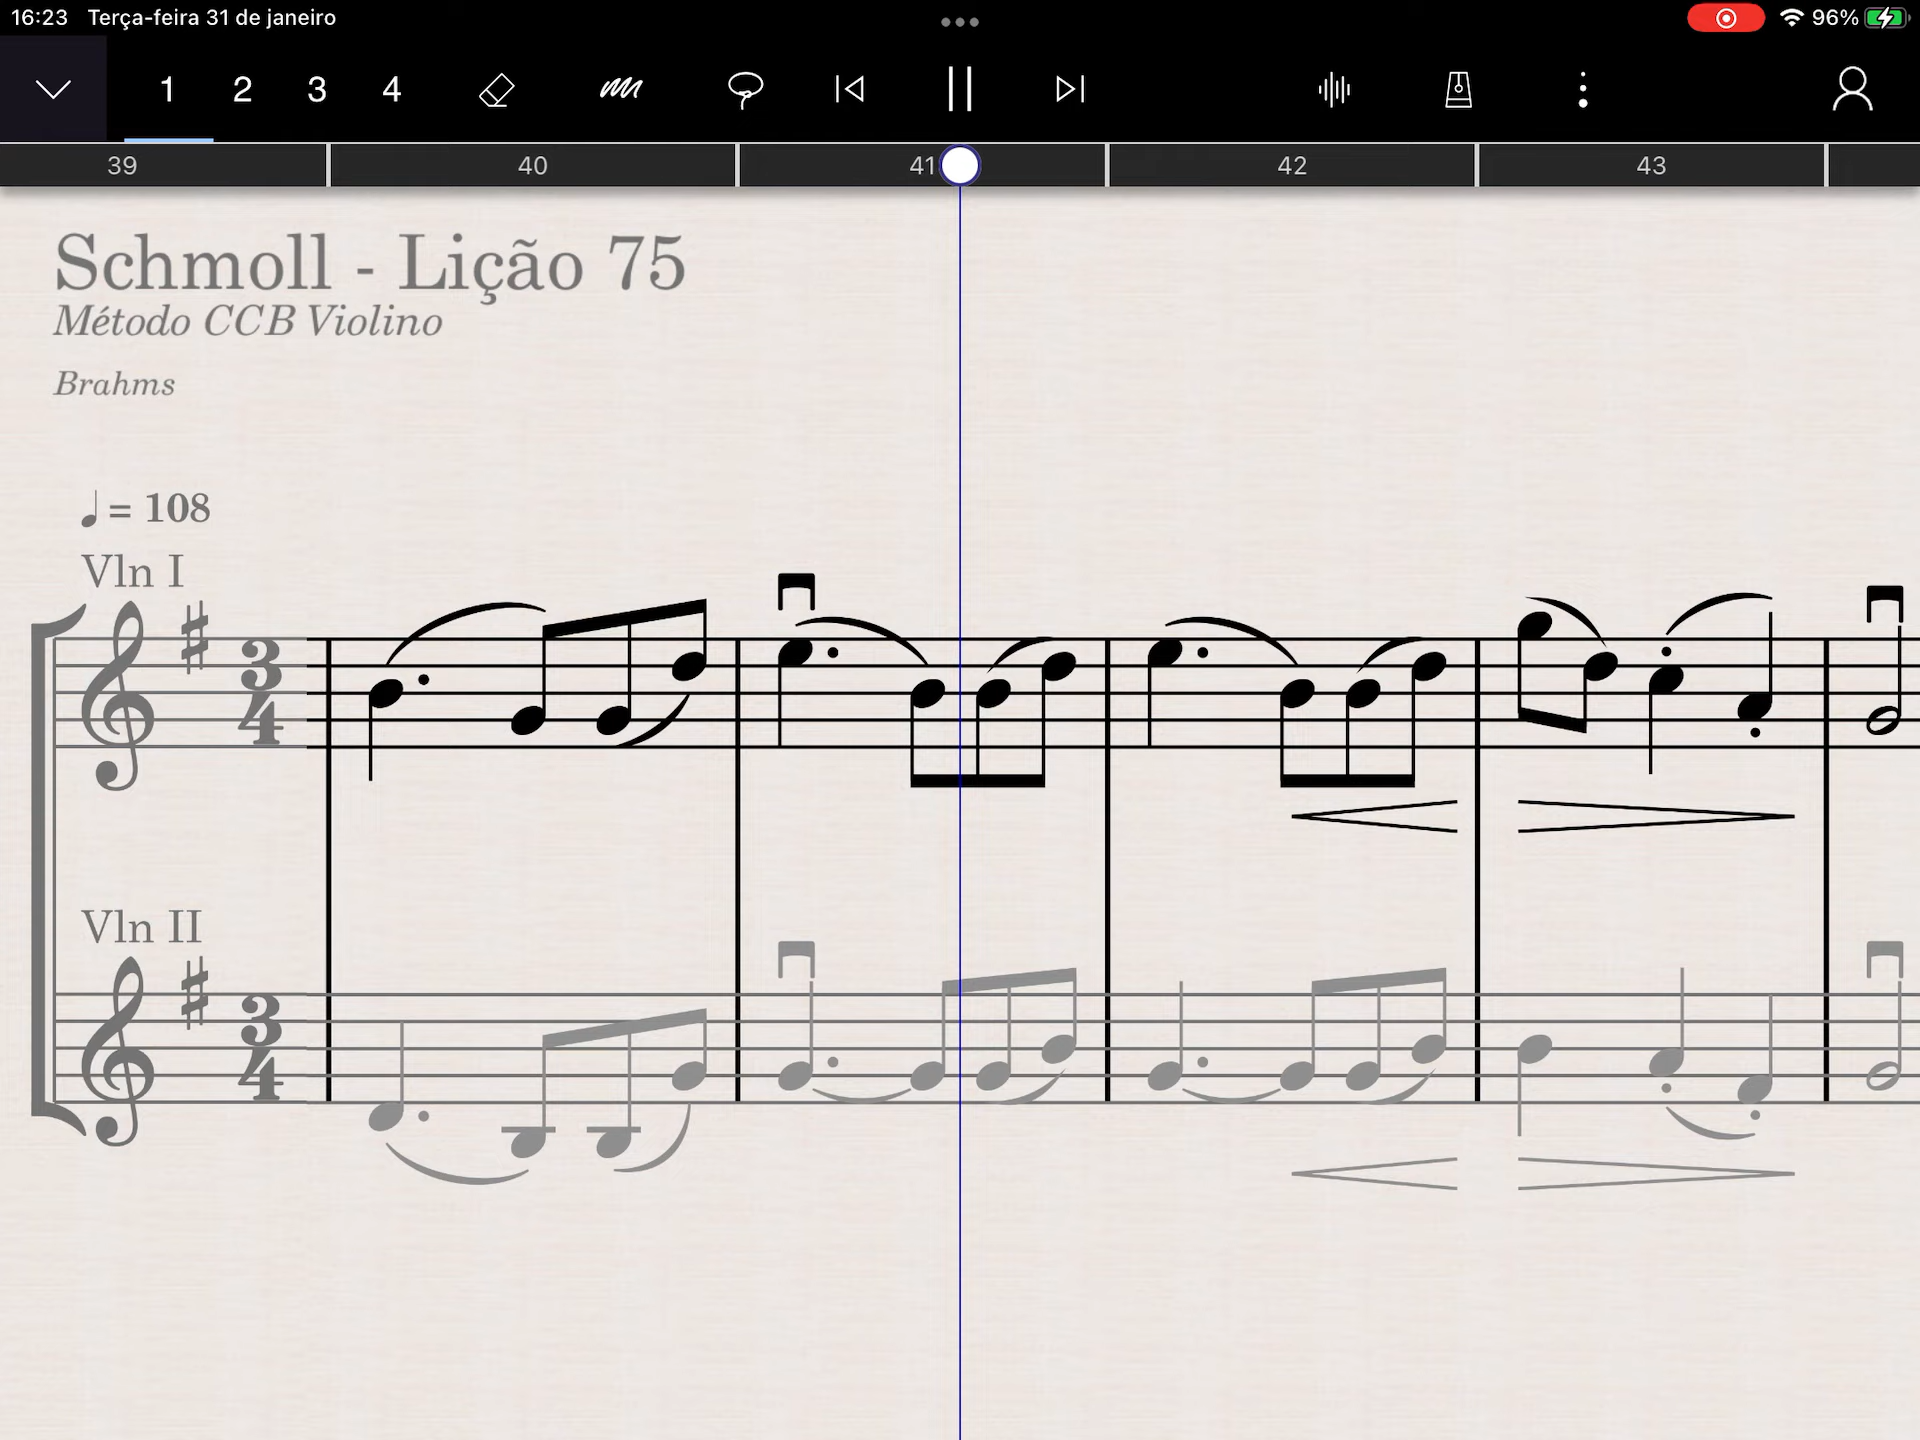 16:23 Terça-feira 31 de janeiro 96%
1 2 3 4
39 40 41 42 43
Schmoll - Lição 75
Método CCB Violino
Brahms
♩ = 108
Vln I
3
4
Vln II
3
4